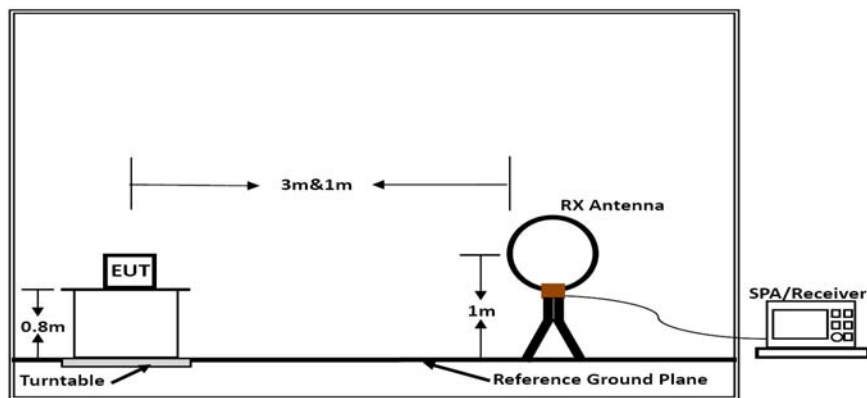 3m&1m
RX Antenna
EUT
SPA/Receiver
0.8m
1m
Turntable
Reference Ground Plane